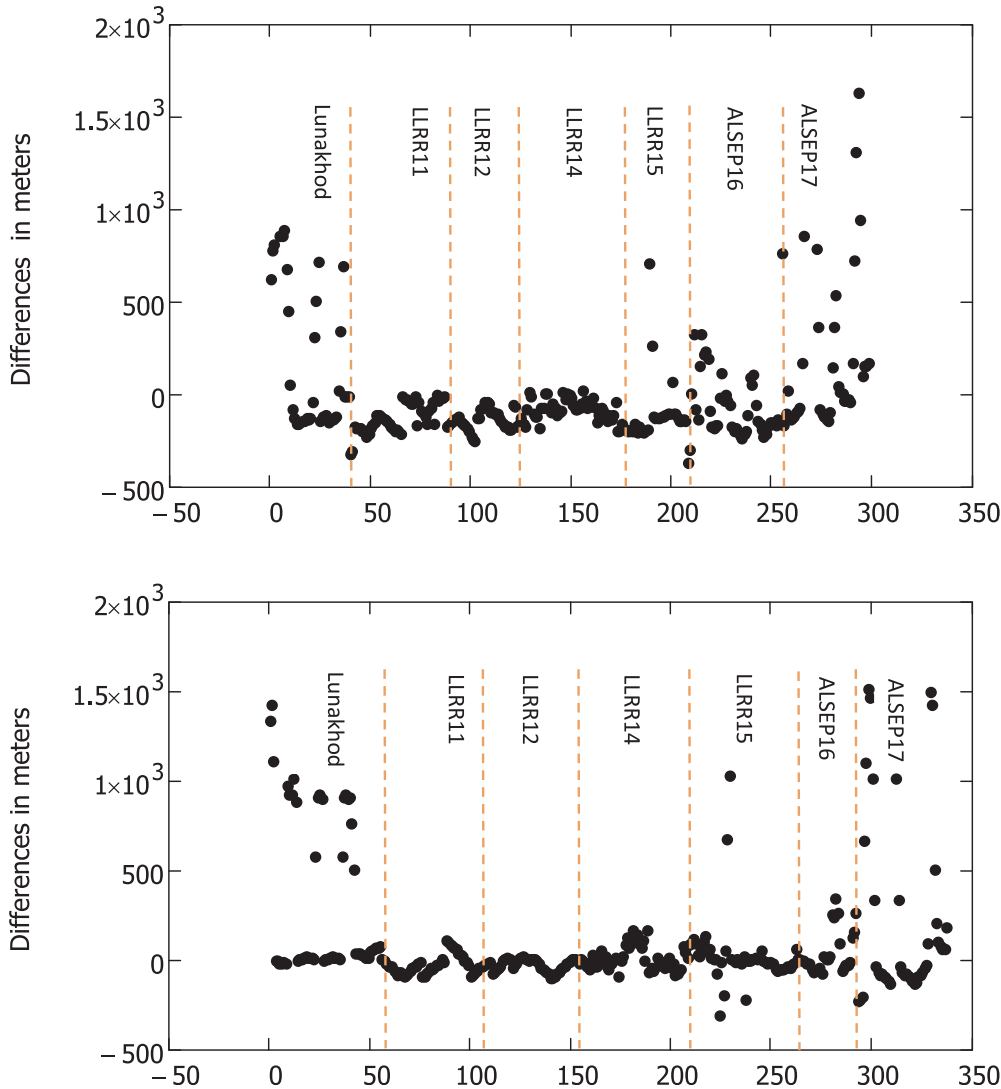 2×10³
1.5×10³
1×10³
500
0
−500
Differences in meters
Lunakhod
LLRR11
LLRR12
LLRR14
LLRR15
ALSEP16
ALSEP17
−50 0 50 100 150 200 250 300 350
2×10³
1.5×10³
1×10³
500
0
−500
Differences in meters
Lunakhod
LLRR11
LLRR12
LLRR14
LLRR15
ALSEP16
ALSEP17
−50 0 50 100 150 200 250 300 350